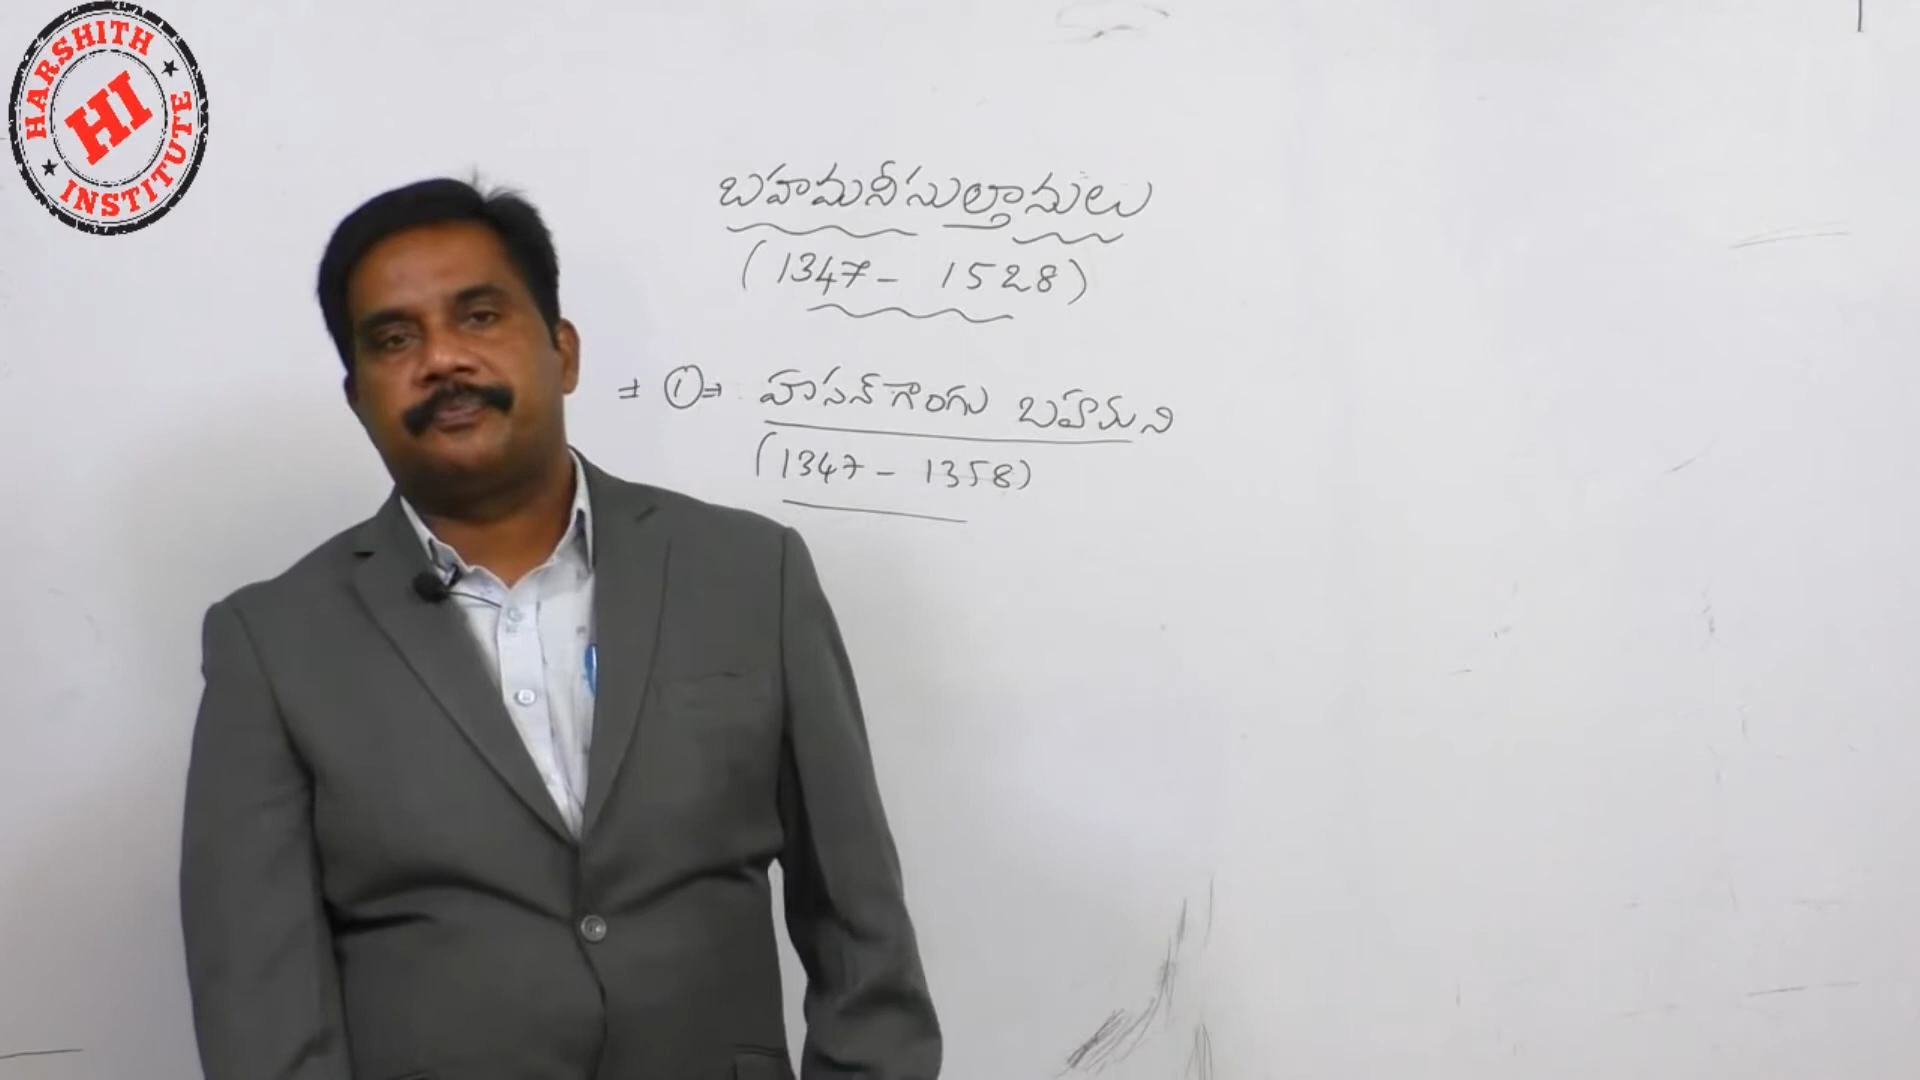 HARSHITH
HI
INSTITUTE
బహమనీసుల్తానులు
(1347 - 1528)
⇒ ① ⇒ హసన్ గాంగు బహమని
(1347 - 1358)